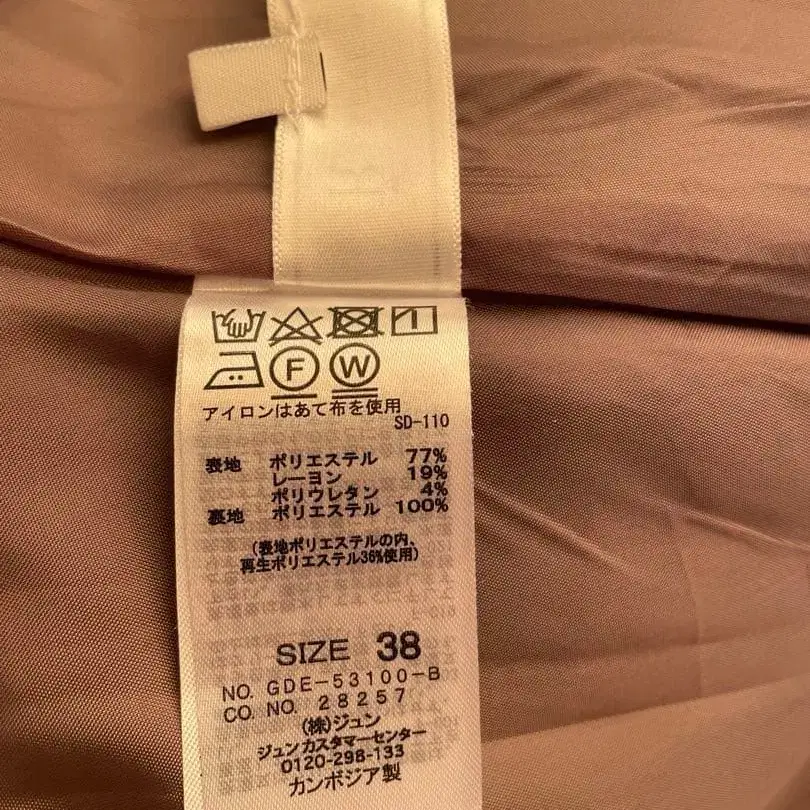 F W
アイロンはあて布を使用
SD-110
表地 ポリエステル 77%
レーヨン 19%
ポリウレタン 4%
裏地 ポリエステル 100%
(表地ポリエステルの内、
再生ポリエステル36%使用)
SIZE 38
NO. GDE-53100-B
CO. NO. 28257
(株)ジュン
ジュンカスタマーセンター
0120-298-133
カンボジア製